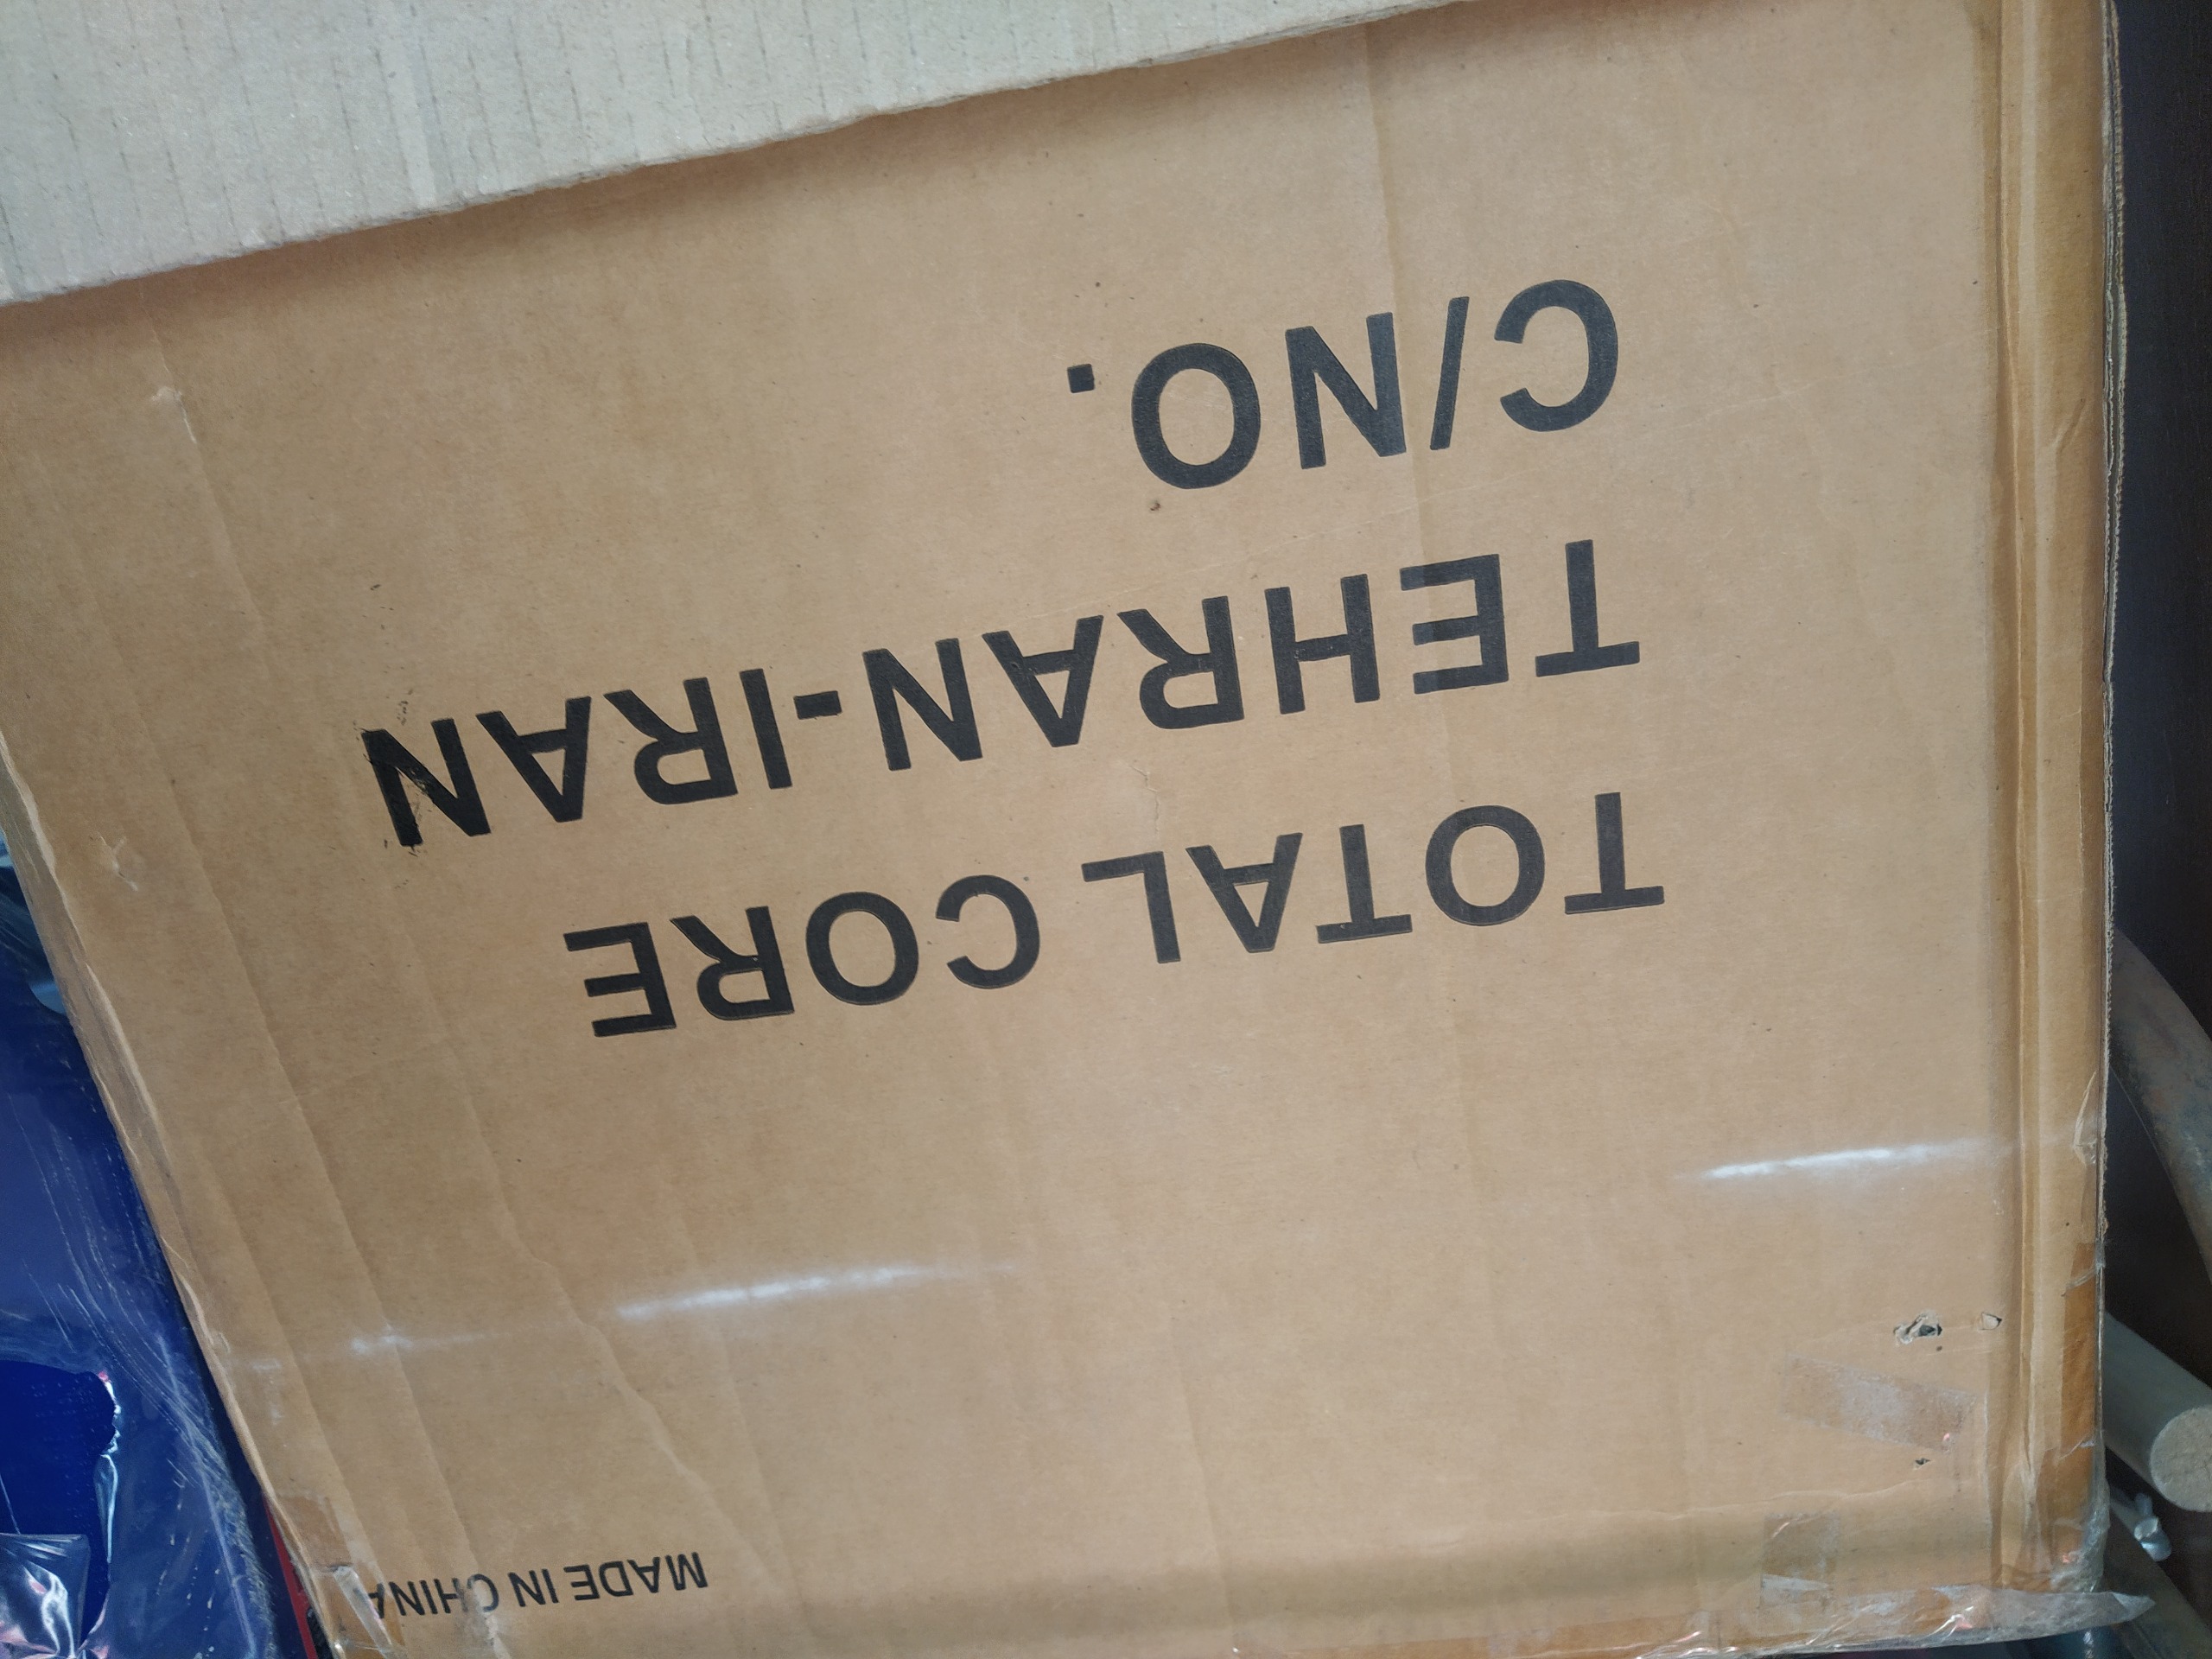 MADE IN CHINA
TOTAL CORE
TEHRAN-IRAN
C/NO.